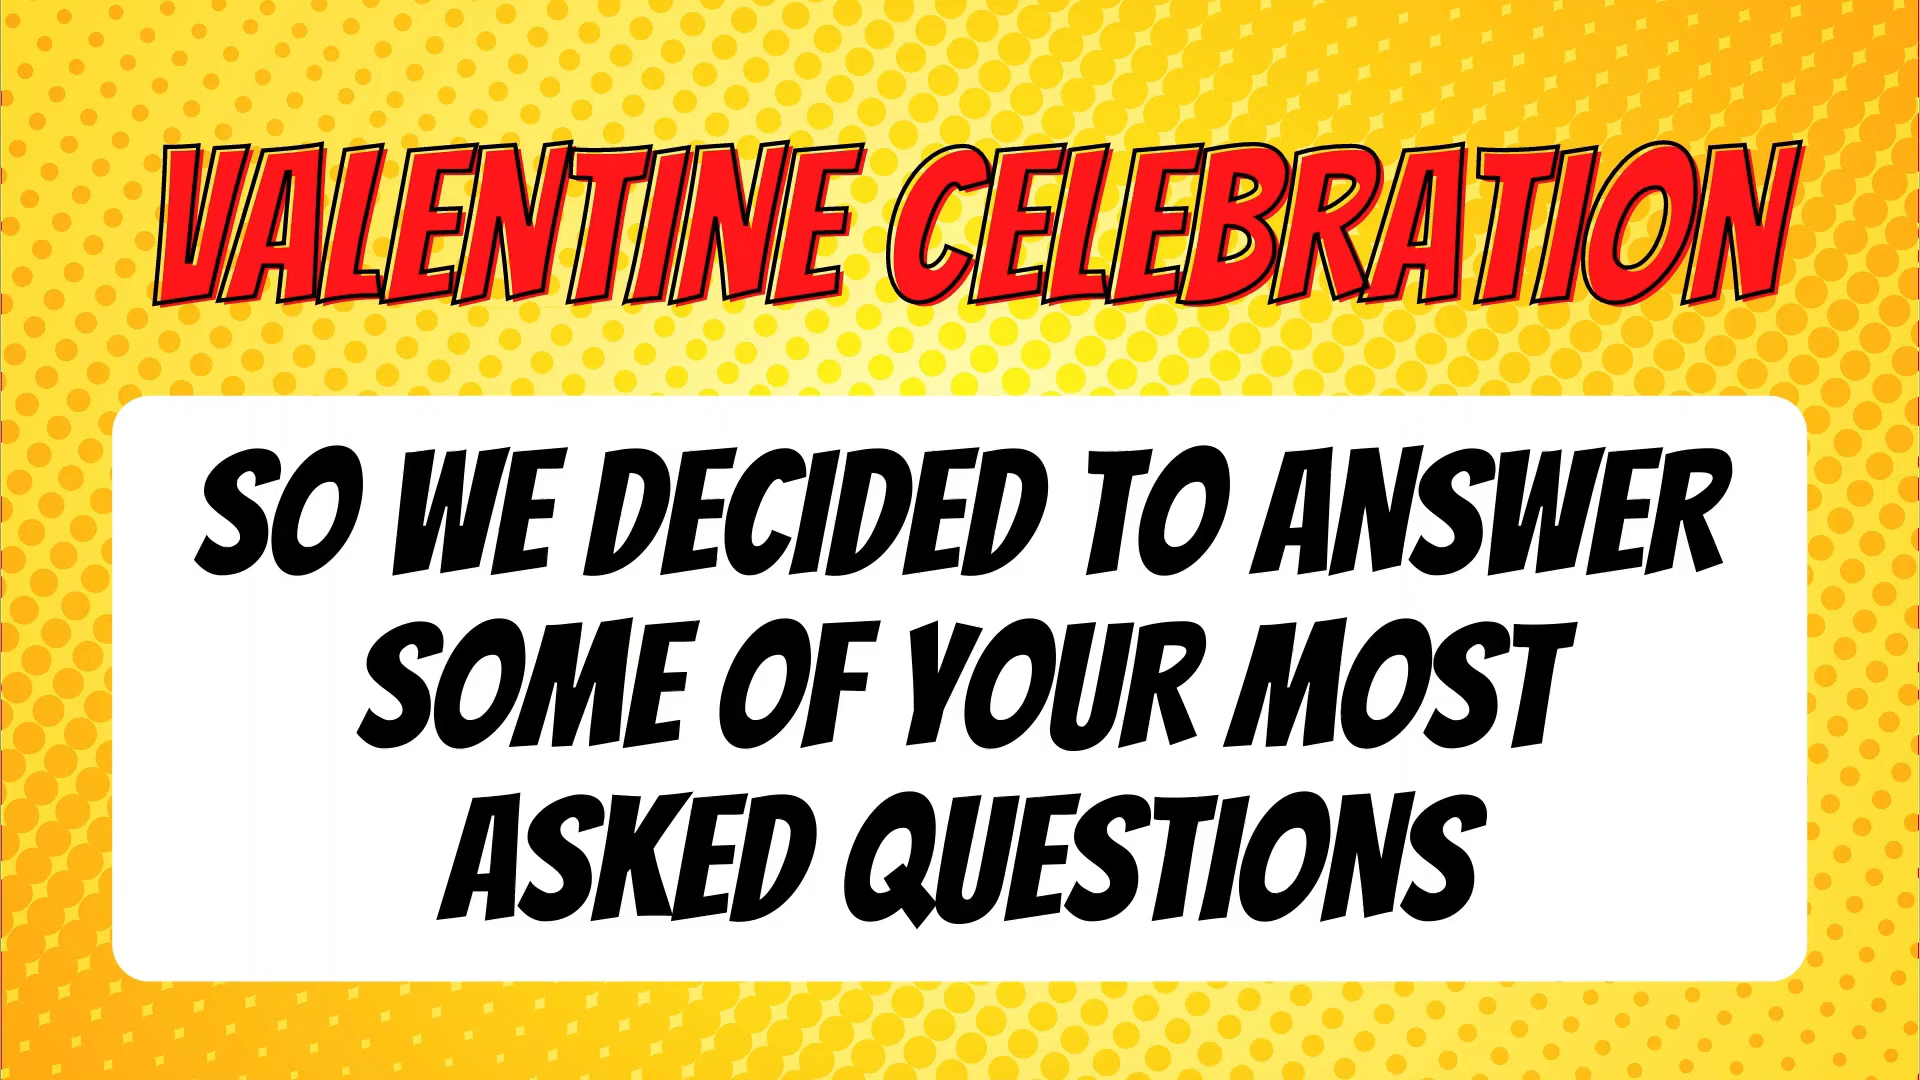 VALENTINE CELEBRATION
SO WE DECIDED TO ANSWER
SOME OF YOUR MOST
ASKED QUESTIONS